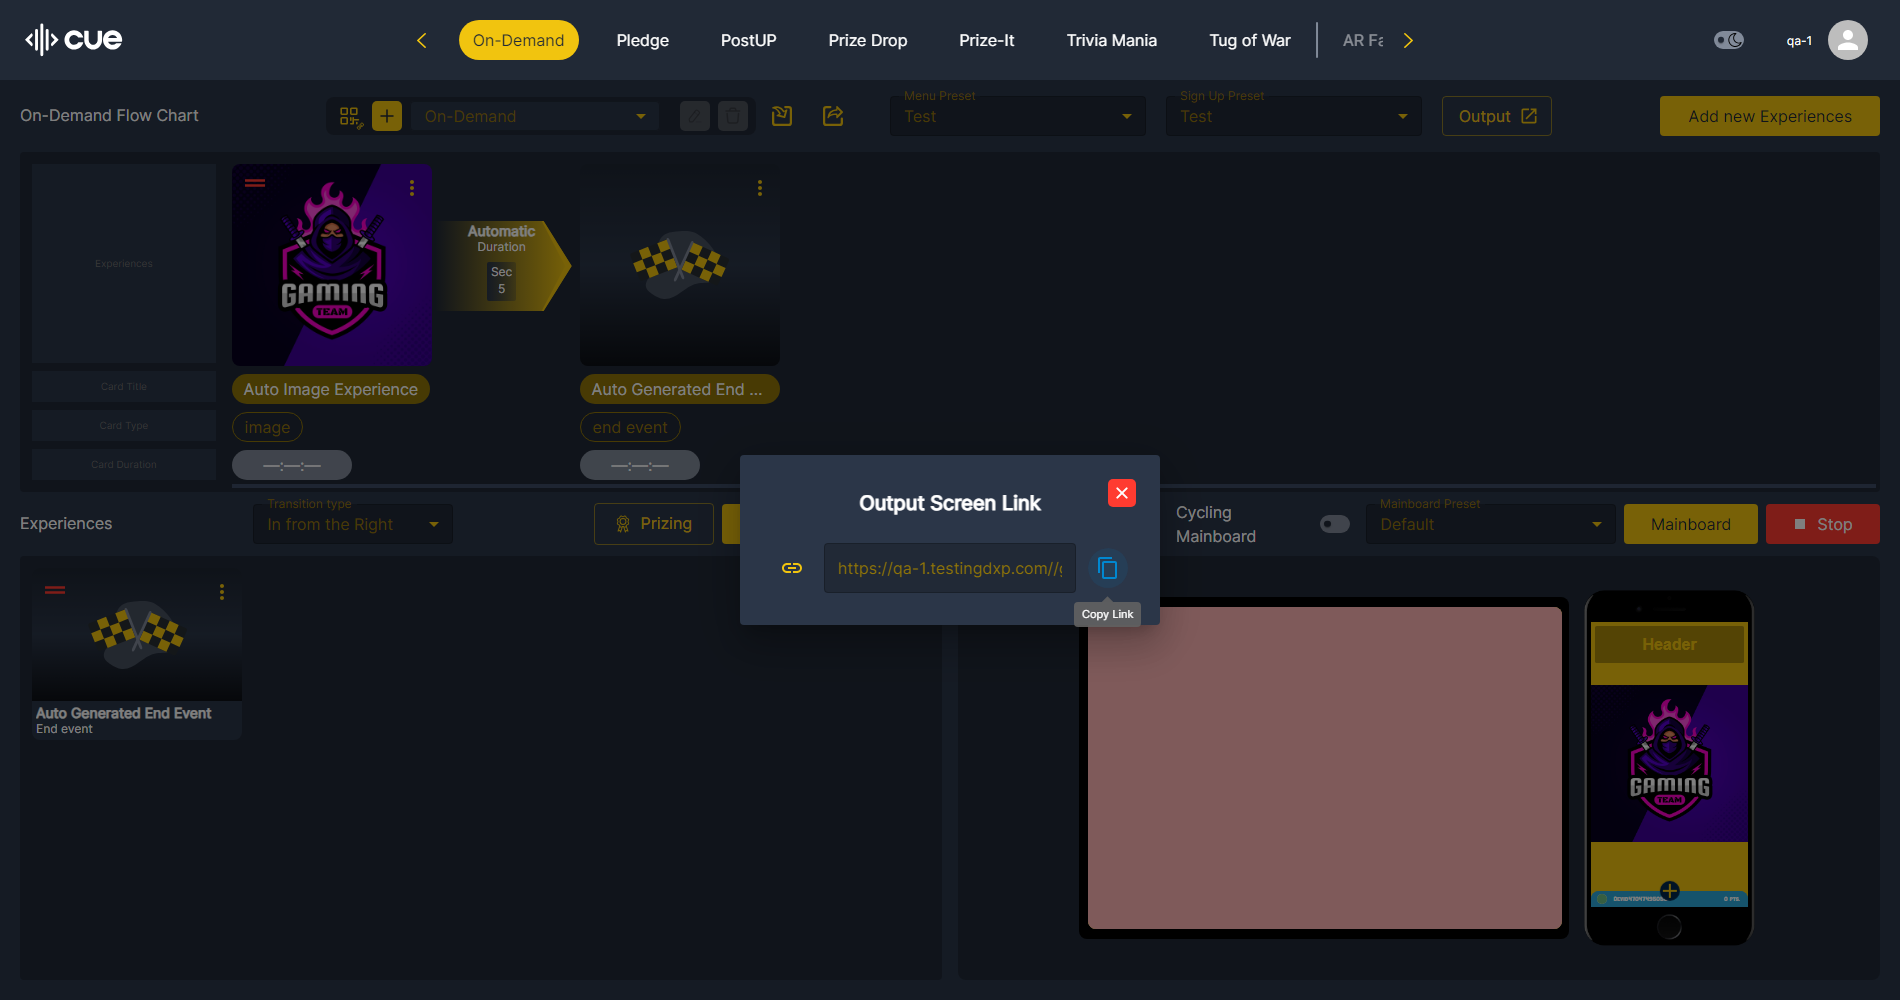 cue
On-Demand
Pledge
PostUP
Prize Drop
Prize-It
Trivia Mania
Tug of War
AR Fa
qa-1
On-Demand Flow Chart
On-Demand
Menu Preset
Test
Sign Up Preset
Test
Output
Add new Experiences
Experiences
GAMING
TEAM
Automatic
Duration
Sec
5
Card Title
Auto Image Experience
Auto Generated End ...
Card Type
image
end event
Card Duration
—:—:—
—:—:—
Experiences
Transition type
In from the Right
Prizing
Cycling
Mainboard
Mainboard Preset
Default
Mainboard
Stop
Output Screen Link
https://qa-1.testingdxp.com//g
Copy Link
Auto Generated End Event
End event
Header
GAMING
TEAM
0 PTS.